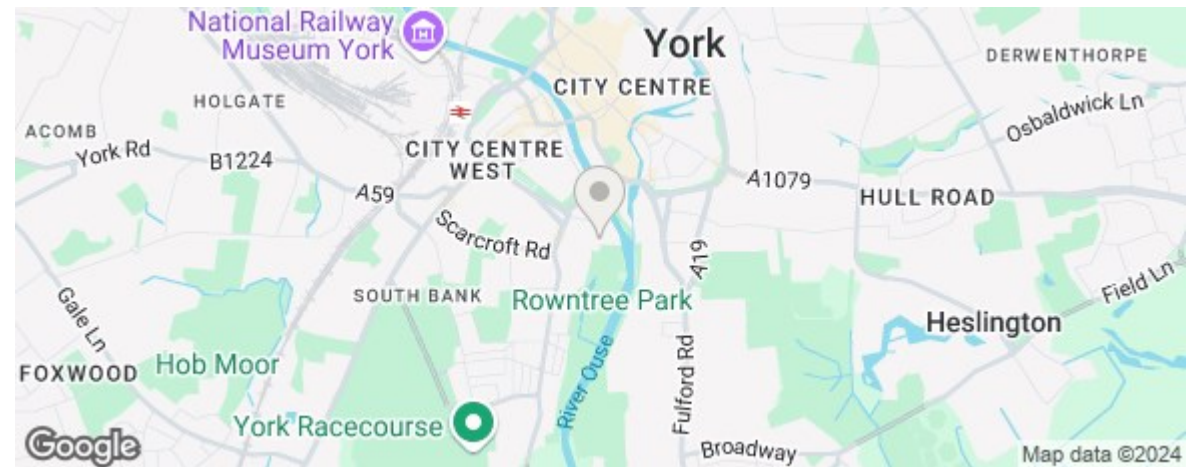 National Railway
Museum York
York
DERWENTHORPE
CITY CENTRE
HOLGATE
Osbaldwick Ln
ACOMB
York Rd
B1224
CITY CENTRE
WEST
A59
A1079
HULL ROAD
Scarcroft Rd
A19
SOUTH BANK
Rowntree Park
Field Ln
Gale Ln
Heslington
Hob Moor
FOXWOOD
River Ouse
Fulford Rd
York Racecourse
Broadway
Google
Map data ©2024